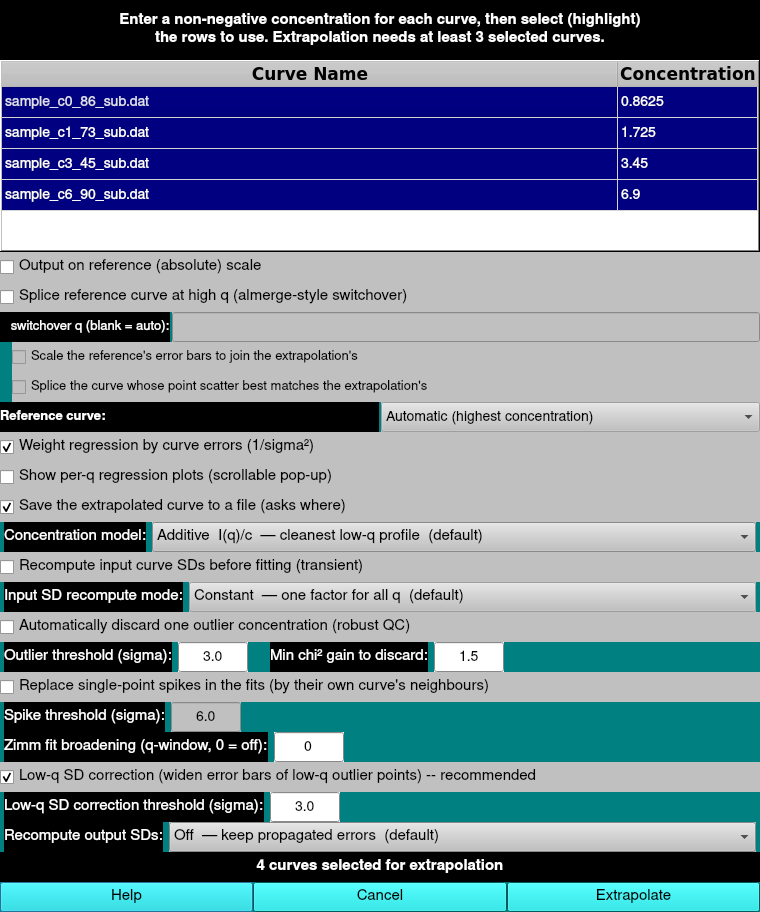 Enter a non-negative concentration for each curve, then select (highlight)
the rows to use. Extrapolation needs at least 3 selected curves.
Curve Name Concentration
sample_c0_86_sub.dat 0.8625
sample_c1_73_sub.dat 1.725
sample_c3_45_sub.dat 3.45
sample_c6_90_sub.dat 6.9
Output on reference (absolute) scale
Splice reference curve at high q (almerge-style switchover)
switchover q (blank = auto):
Scale the reference's error bars to join the extrapolation's
Splice the curve whose point scatter best matches the extrapolation's
Reference curve: Automatic (highest concentration)
Weight regression by curve errors (1/sigma²)
Show per-q regression plots (scrollable pop-up)
Save the extrapolated curve to a file (asks where)
Concentration model: Additive I(q)/c — cleanest low-q profile (default)
Recompute input curve SDs before fitting (transient)
Input SD recompute mode: Constant — one factor for all q (default)
Automatically discard one outlier concentration (robust QC)
Outlier threshold (sigma): 3.0 Min chi² gain to discard: 1.5
Replace single-point spikes in the fits (by their own curve's neighbours)
Spike threshold (sigma): 6.0
Zimm fit broadening (q-window, 0 = off): 0
Low-q SD correction (widen error bars of low-q outlier points) -- recommended
Low-q SD correction threshold (sigma): 3.0
Recompute output SDs: Off — keep propagated errors (default)
4 curves selected for extrapolation
Help Cancel Extrapolate